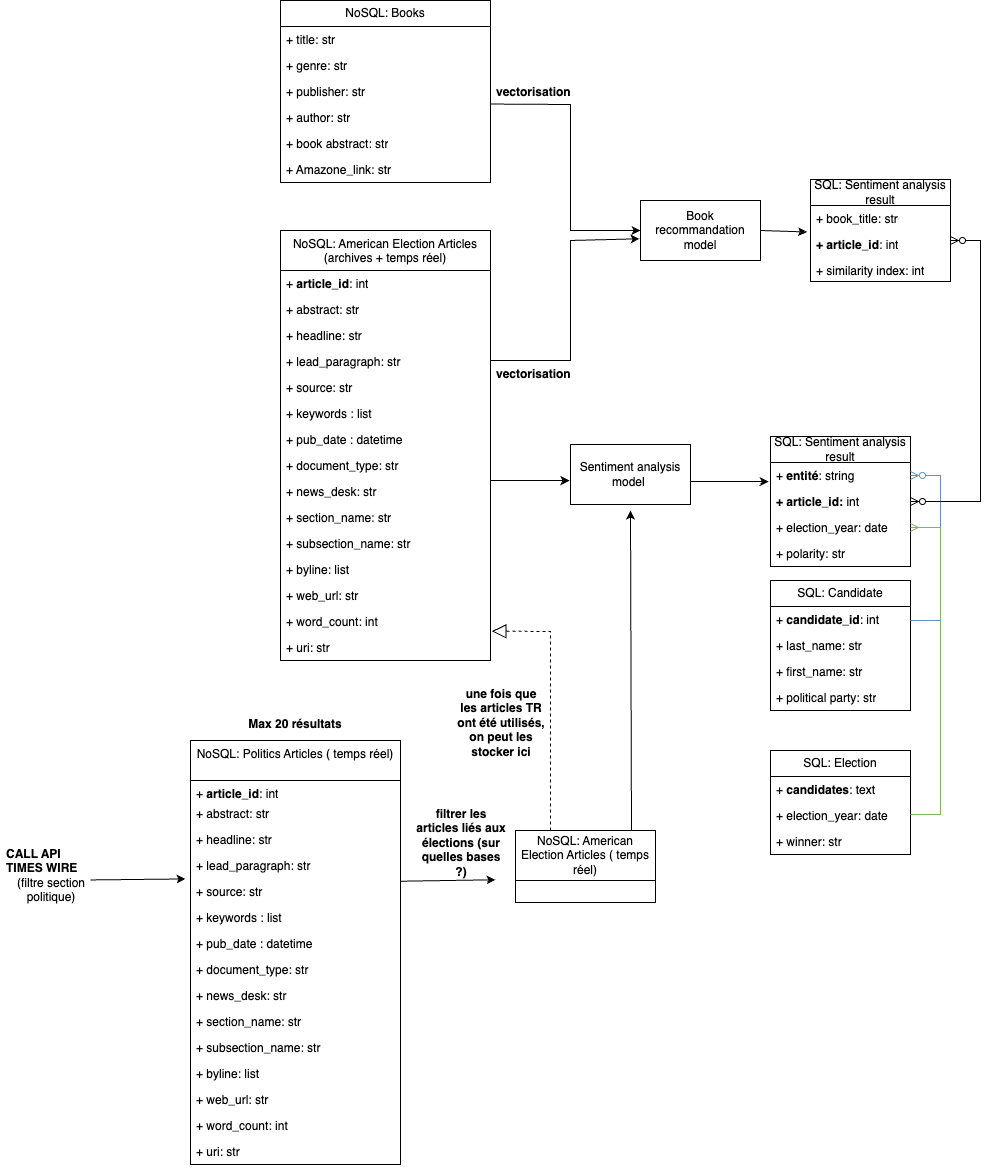 NoSQL: Books
+ title: str
+ genre: str
+ publisher: str
+ author: str
+ book abstract: str
+ Amazone_link: str
vectorisation
NoSQL: American Election Articles
(archives + temps réel)
+ article_id: int
+ abstract: str
+ headline: str
+ lead_paragraph: str
+ source: str
+ keywords : list
+ pub_date : datetime
+ document_type: str
+ news_desk: str
+ section_name: str
+ subsection_name: str
+ byline: list
+ web_url: str
+ word_count: int
+ uri: str
vectorisation
Book
recommandation
model
SQL: Sentiment analysis
result
+ book_title: str
+ article_id: int
+ similarity index: int
Sentiment analysis
model
SQL: Sentiment analysis
result
+ entité: string
+ article_id: int
+ election_year: date
+ polarity: str
SQL: Candidate
+ candidate_id: int
+ last_name: str
+ first_name: str
+ political party: str
SQL: Election
+ candidates: text
+ election_year: date
+ winner: str
une fois que
les articles TR
ont été utilisés,
on peut les
stocker ici
Max 20 résultats
NoSQL: Politics Articles ( temps réel)
+ article_id: int
+ abstract: str
+ headline: str
+ lead_paragraph: str
+ source: str
+ keywords : list
+ pub_date : datetime
+ document_type: str
+ news_desk: str
+ section_name: str
+ subsection_name: str
+ byline: list
+ web_url: str
+ word_count: int
+ uri: str
CALL API
TIMES WIRE
(filtre section
politique)
filtrer les
articles liés aux
élections (sur
quelles bases
?)
NoSQL: American
Election Articles ( temps
réel)